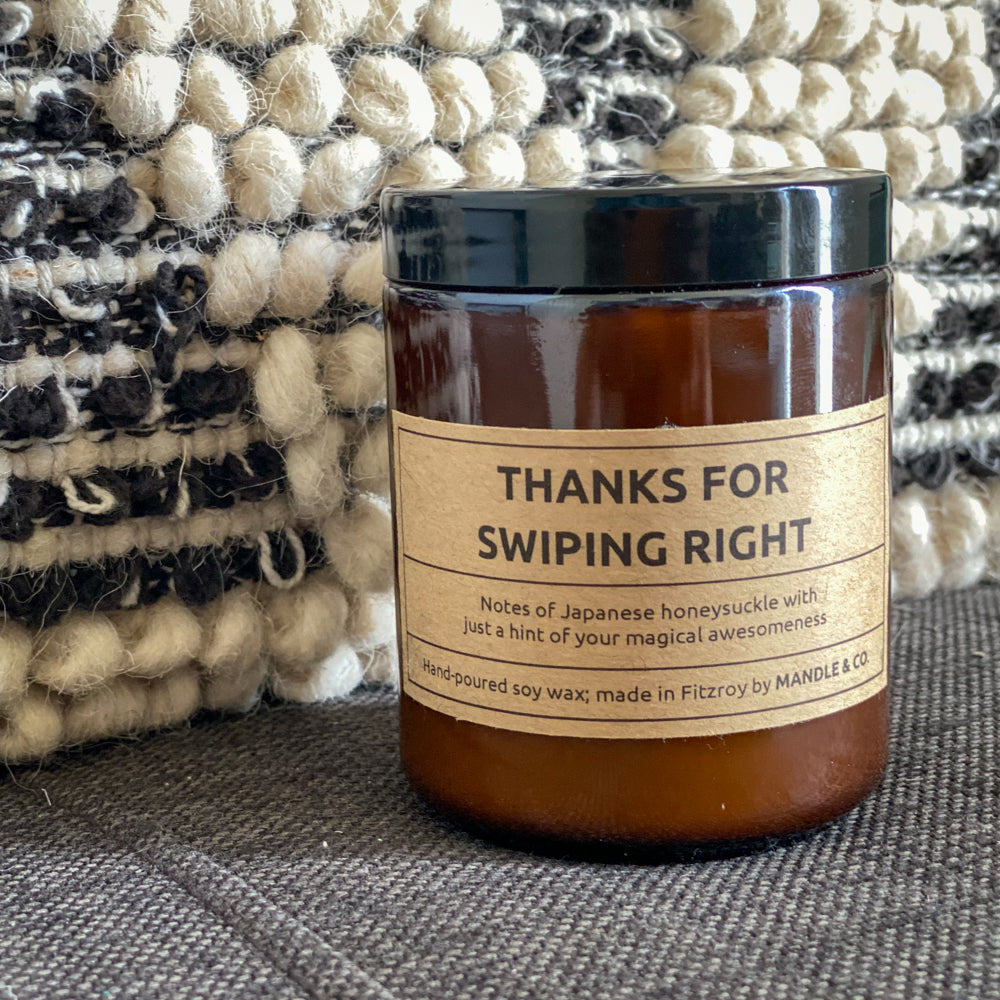 THANKS FOR
SWIPING RIGHT
Notes of Japanese honeysuckle with
just a hint of your magical awesomeness
Hand-poured soy wax; made in Fitzroy by MANDLE & CO.